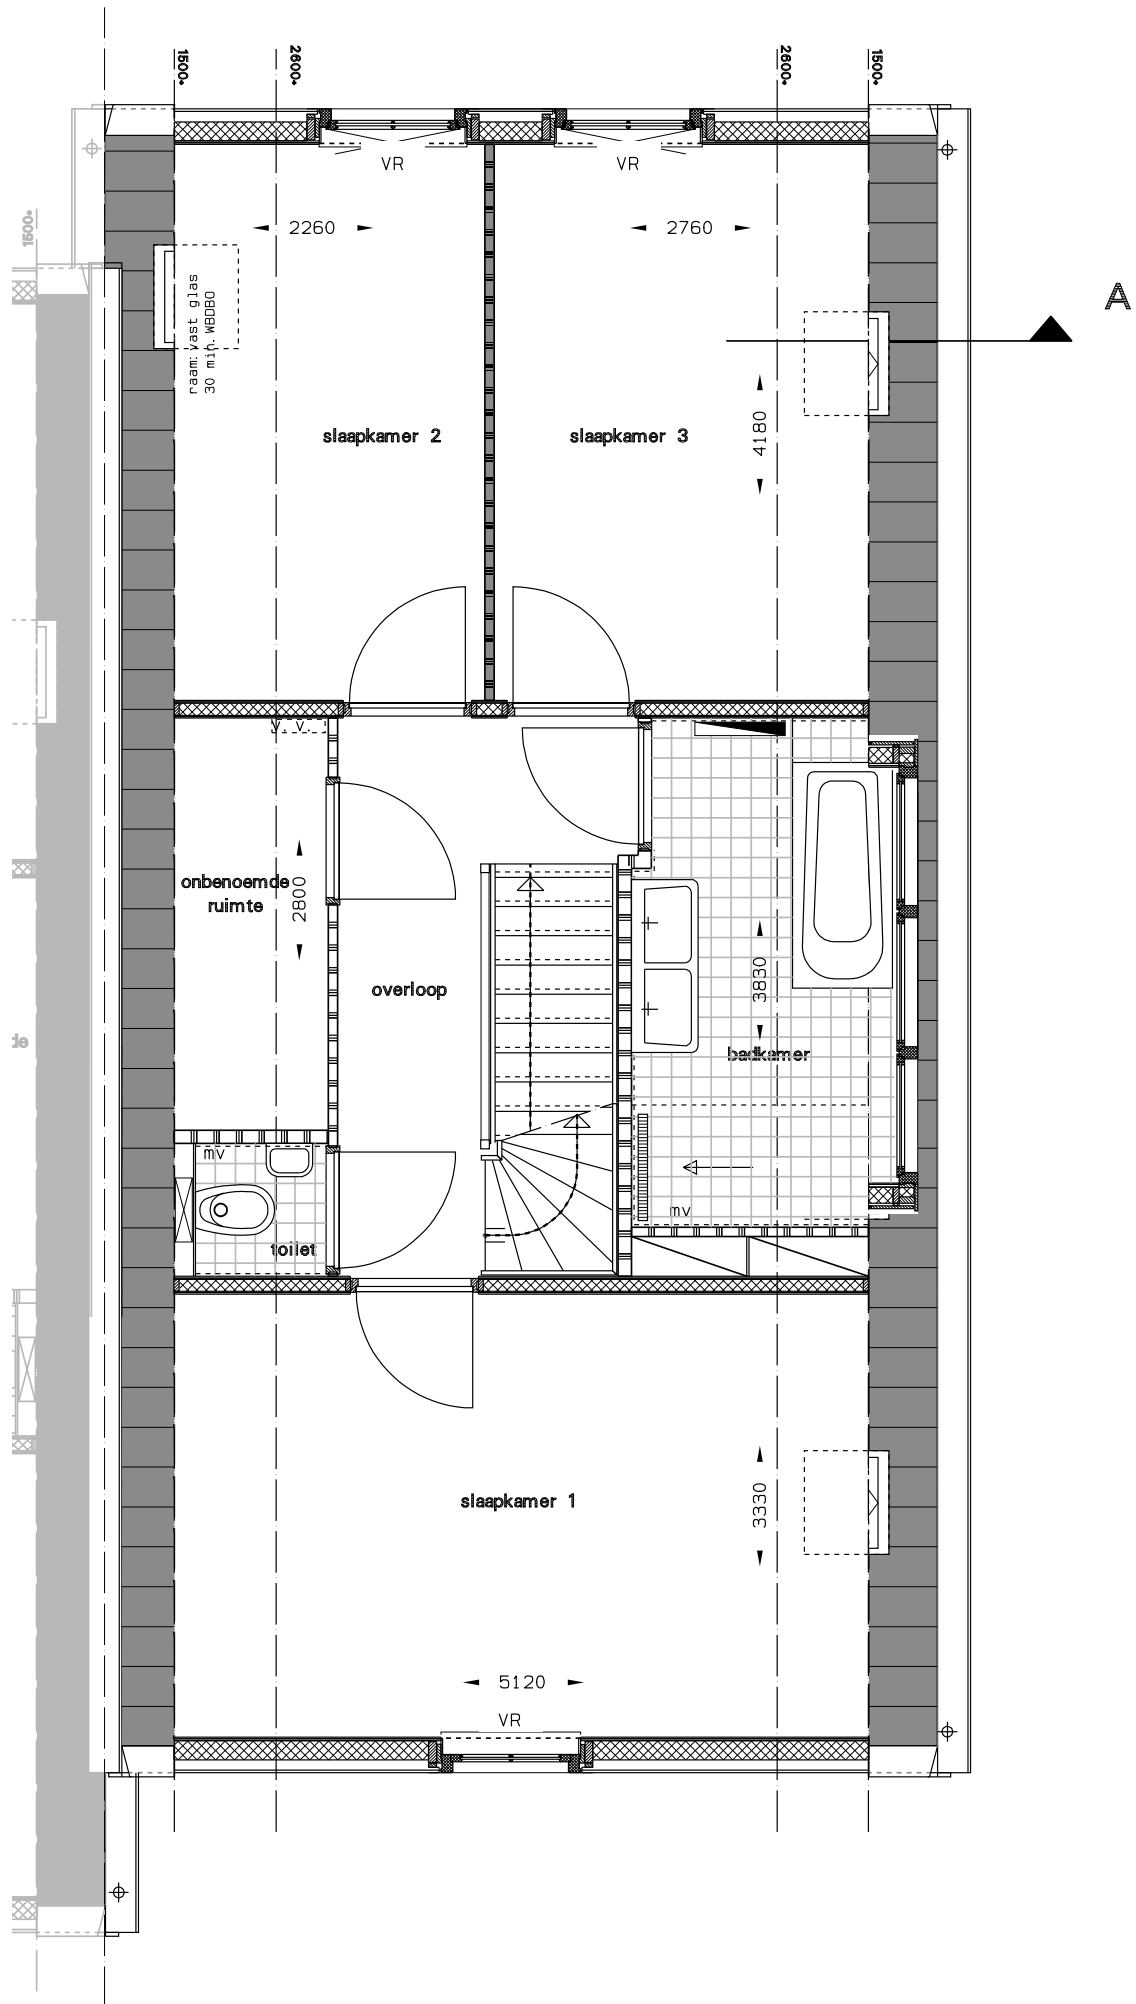 1500+
2600+
2600+
1500+
VR
VR
1500+
2260
2760
raam: vast glas
30 min. WBDBO
A
4180
slaapkamer 2
slaapkamer 3
V. V.
onbenoemde
ruimte
2800
overloop
3830
badkamer
de
mv
mv
toilet
slaapkamer 1
3330
5120
VR